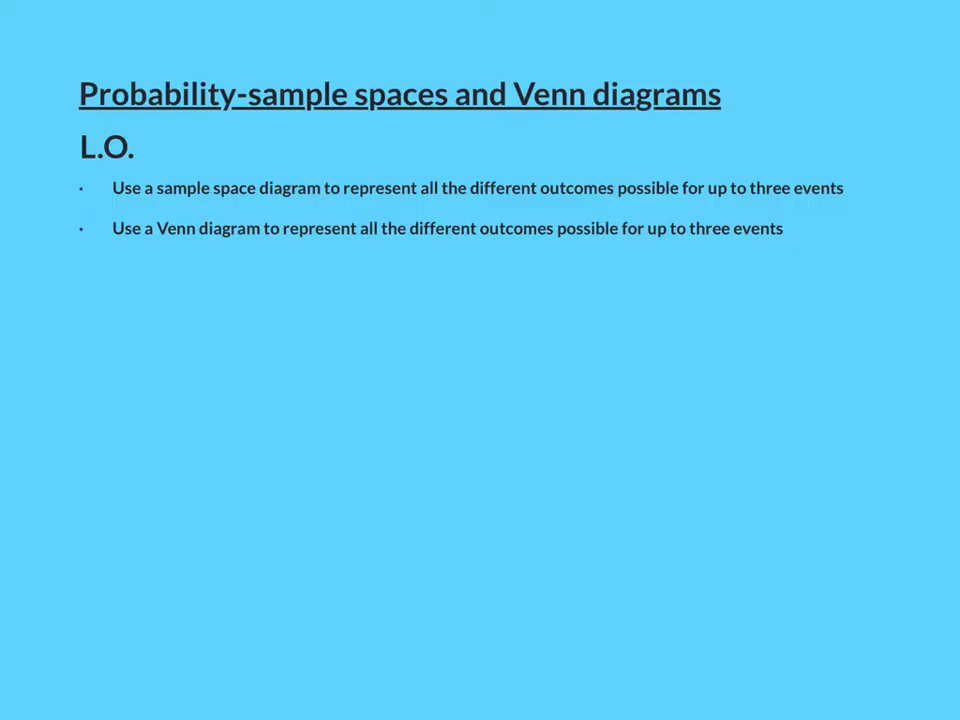 Probability-sample spaces and Venn diagrams
L.O.
• Use a sample space diagram to represent all the different outcomes possible for up to three events
• Use a Venn diagram to represent all the different outcomes possible for up to three events